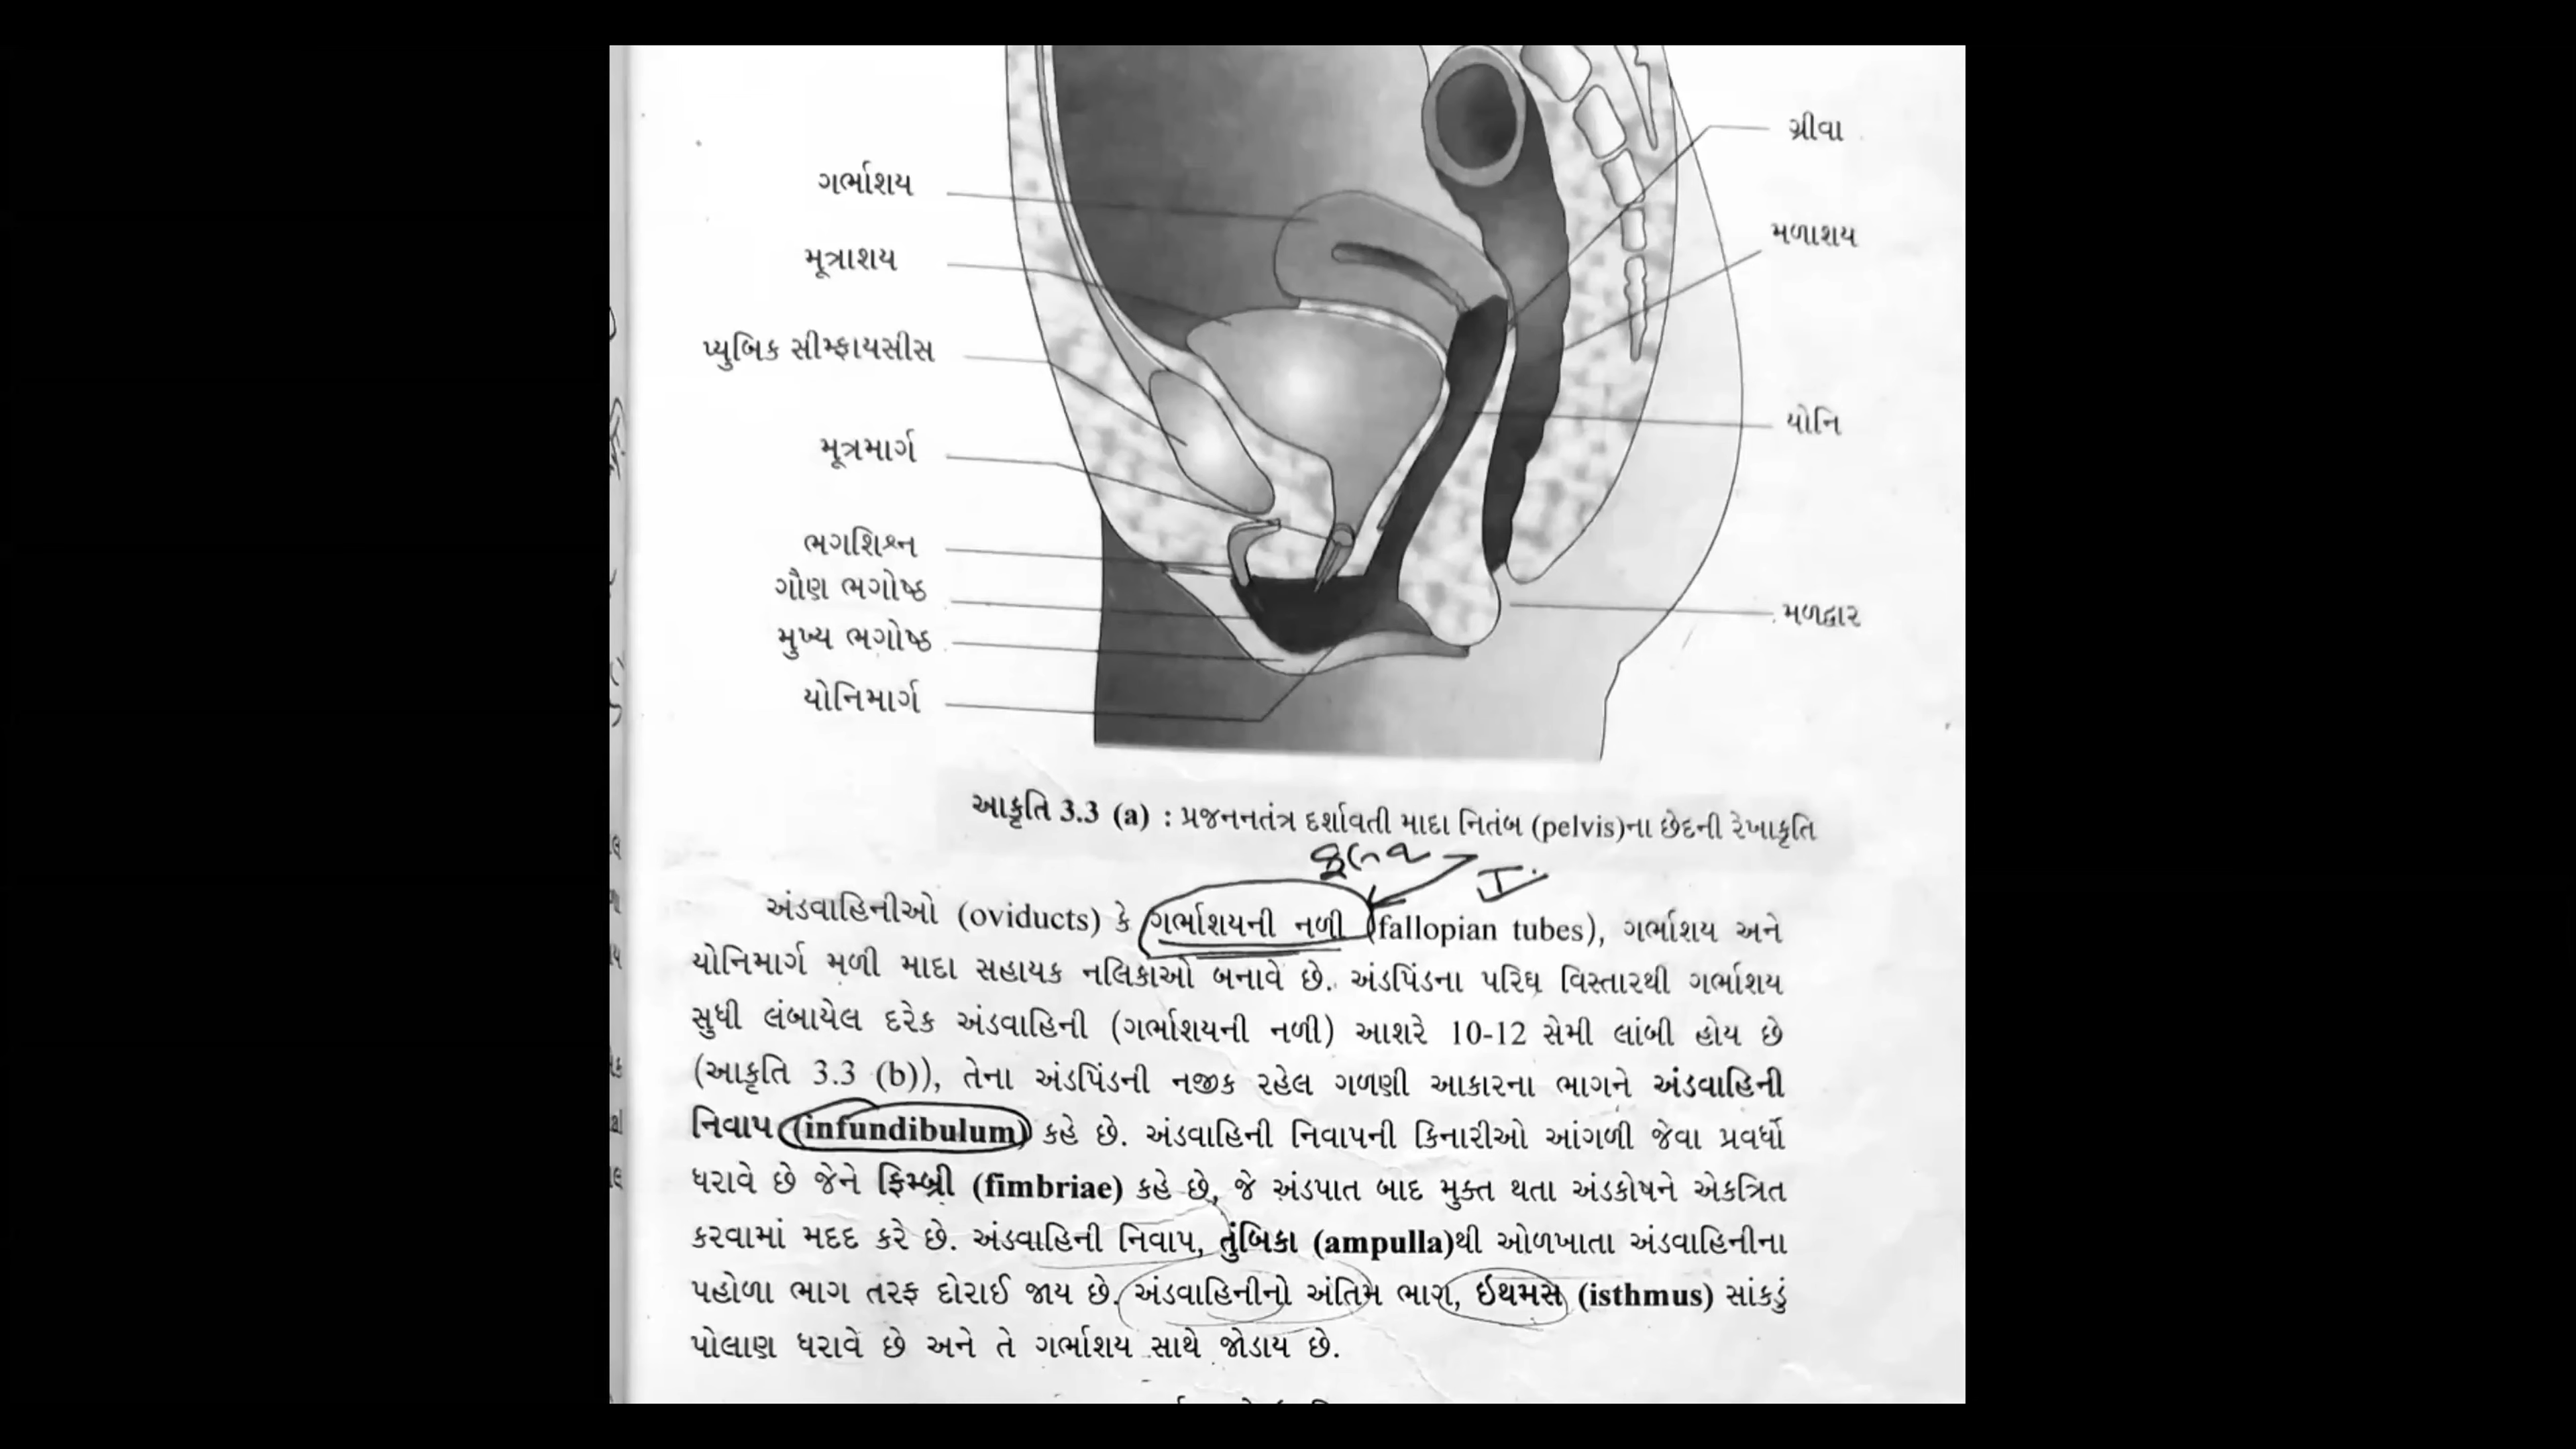 ગ્રીવા
ગર્ભાશય
મળાશય
મૂત્રાશય
પ્યુબિક સીમ્ફાયસીસ
યોનિ
મૂત્રમાર્ગ
ભગશિશ્ન
ગૌણ ભગોષ્ઠ
મળદ્વાર
મુખ્ય ભગોષ્ઠ
યોનિમાર્ગ
આકૃતિ 3.3 (a) : પ્રજનનતંત્ર દર્શાવતી માદા નિતંબ (pelvis)ના છેદની રેખાકૃતિ
અંડવાહિનીઓ (oviducts) કે ગર્ભાશયની નળી (fallopian tubes), ગર્ભાશય અને
યોનિમાર્ગ મળી માદા સહાયક નલિકાઓ બનાવે છે. અંડપિંડના પરિઘ વિસ્તારથી ગર્ભાશય
સુધી લંબાયેલ દરેક અંડવાહિની (ગર્ભાશયની નળી) આશરે 10-12 સેમી લાંબી હોય છે
(આકૃતિ 3.3 (b)), તેના અંડપિંડની નજીક રહેલ ગળણી આકારના ભાગને અંડવાહિની
નિવાપ (infundibulum) કહે છે. અંડવાહિની નિવાપની કિનારીઓ આંગળી જેવા પ્રવર્ધો
ધરાવે છે જેને ફિમ્બ્રી (fimbriae) કહે છે, જે અંડપાત બાદ મુક્ત થતા અંડકોષને એકત્રિત
કરવામાં મદદ કરે છે. અંડવાહિની નિવાપ, તુંબિકા (ampulla)થી ઓળખાતા અંડવાહિનીના
પહોળા ભાગ તરફ દોરાઈ જાય છે. અંડવાહિનીનો અંતિમ ભાગ, ઇથમસ (isthmus) સાંકડું
પોલાણ ધરાવે છે અને તે ગર્ભાશય સાથે જોડાય છે.